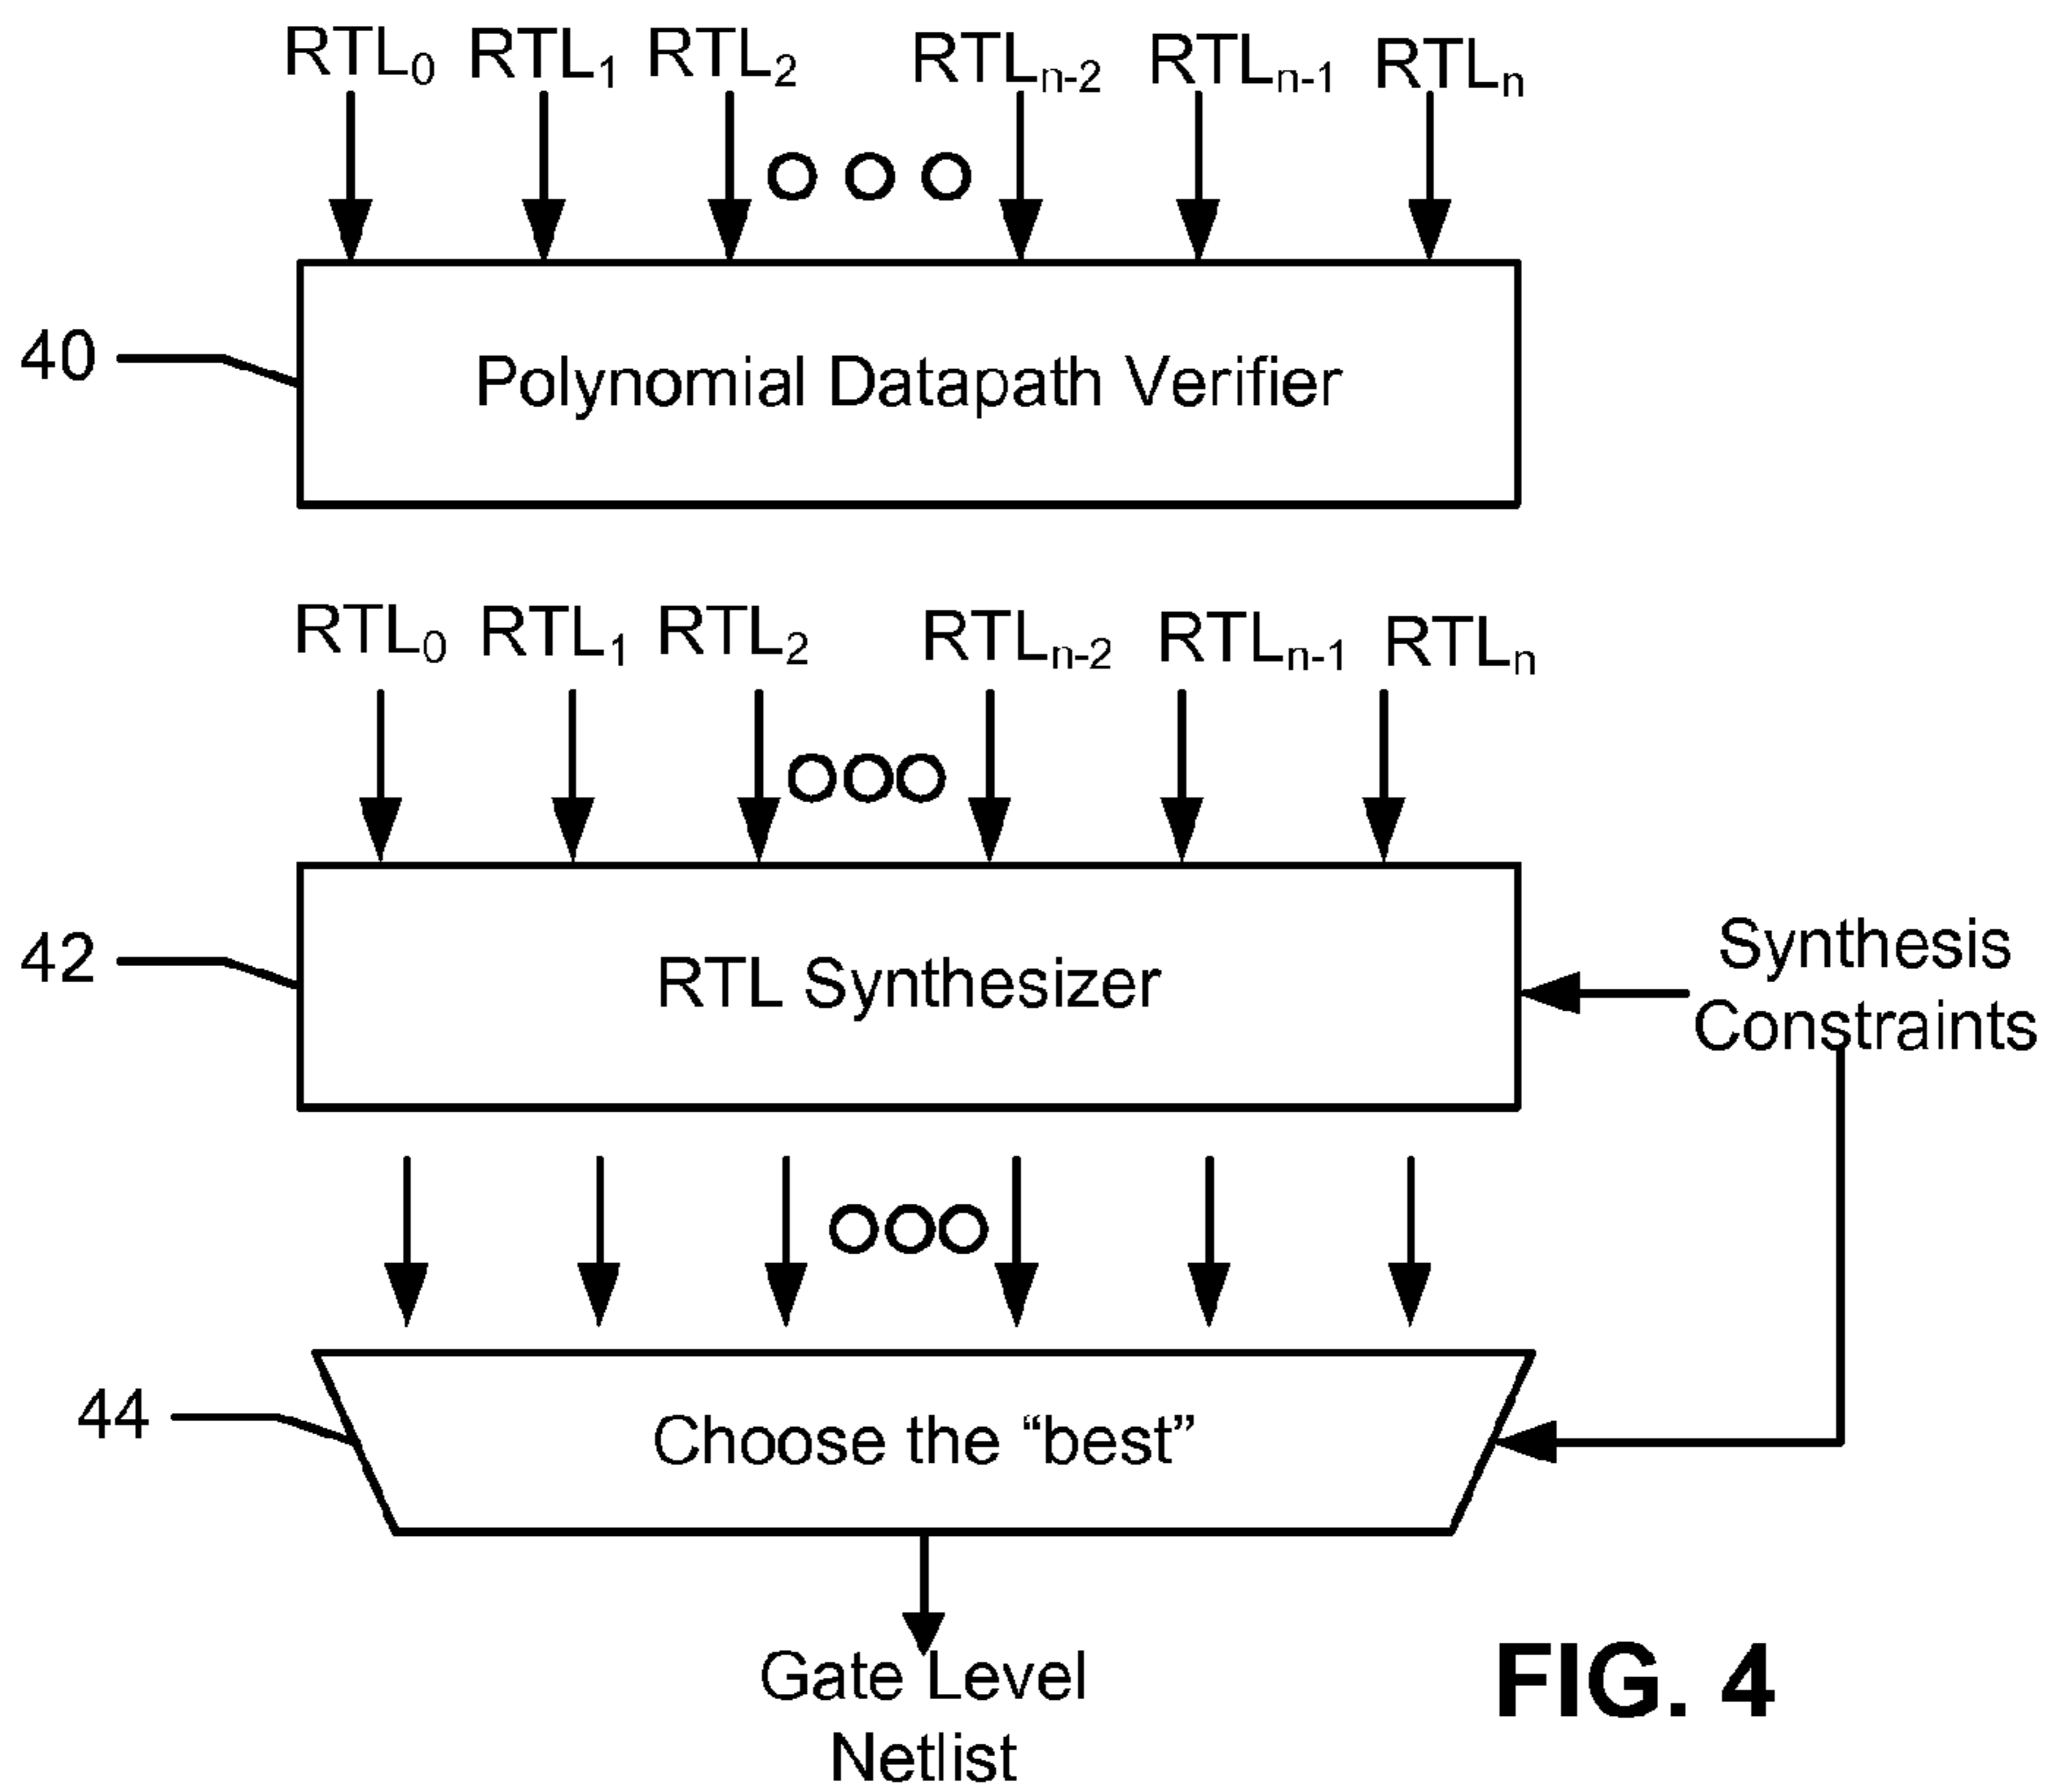 RTL₀ RTL₁ RTL₂ RTLₙ₋₂ RTLₙ₋₁ RTLₙ
40
Polynomial Datapath Verifier
RTL₀ RTL₁ RTL₂ RTLₙ₋₂ RTLₙ₋₁ RTLₙ
42
RTL Synthesizer
Synthesis
Constraints
44
Choose the “best”
Gate Level
Netlist
FIG. 4